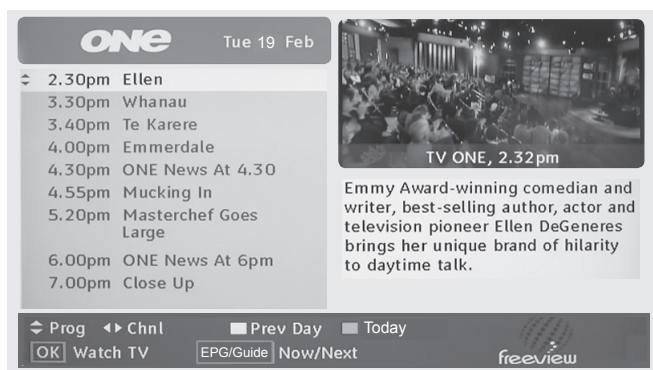 ONE Tue 19 Feb
2.30pm Ellen
3.30pm Whanau
3.40pm Te Karere
4.00pm Emmerdale
4.30pm ONE News At 4.30
4.55pm Mucking In
5.20pm Masterchef Goes
Large
6.00pm ONE News At 6pm
7.00pm Close Up
TV ONE, 2.32pm
Emmy Award-winning comedian and
writer, best-selling author, actor and
television pioneer Ellen DeGeneres
brings her unique brand of hilarity
to daytime talk.
Prog Chnl Prev Day Today
OK Watch TV EPG/Guide Now/Next
freeview